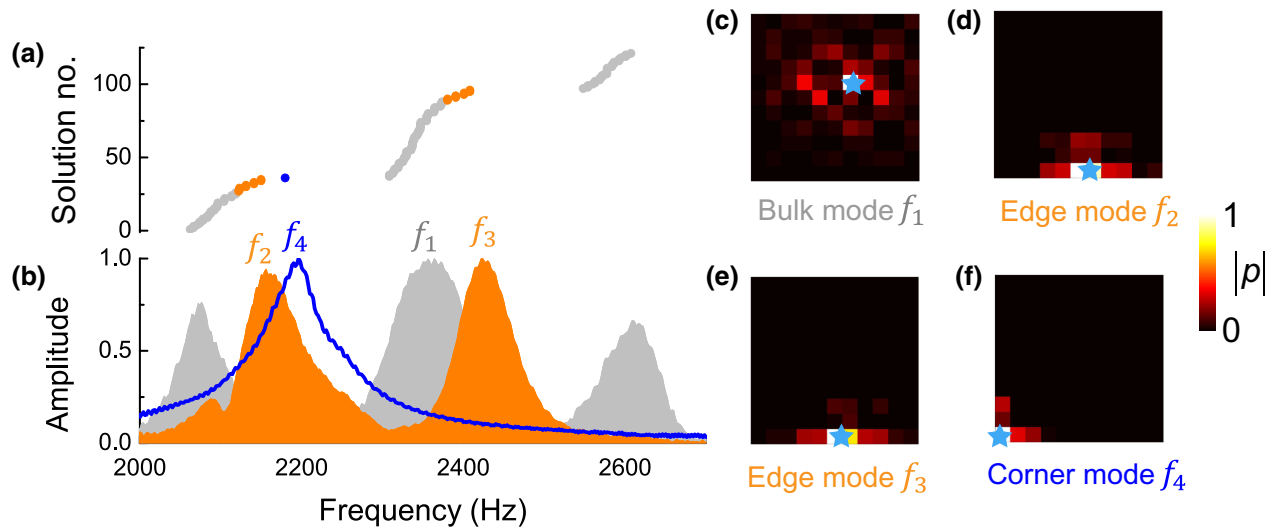 (a)
Solution no.
100
50
0
(b)
f₂
f₄
f₁
f₃
Amplitude
1.0
0.5
0.0
2000
2200
2400
2600
Frequency (Hz)
(c)
Bulk mode f₁
(d)
Edge mode f₂
(e)
Edge mode f₃
(f)
Corner mode f₄
1
|p|
0